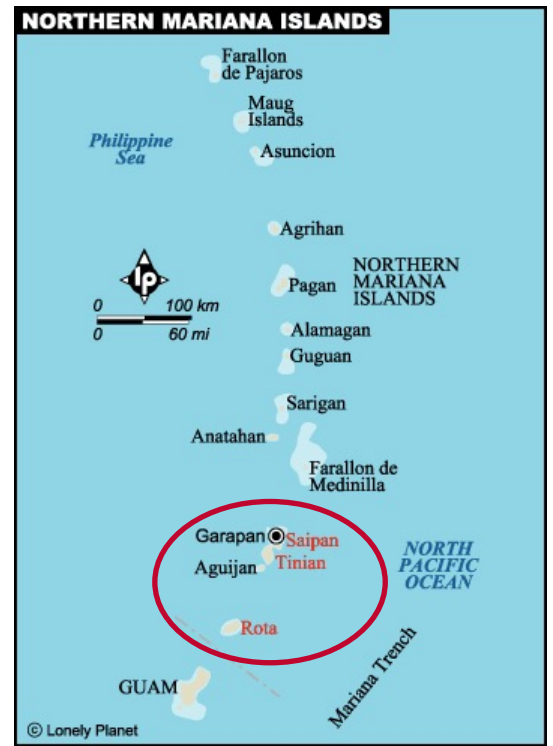 NORTHERN MARIANA ISLANDS
Farallon
de Pajaros
Maug
Islands
Philippine
Sea
Asuncion
Agrihan
NORTHERN
MARIANA
ISLANDS
Pagan
lp
0 100 km
0 60 mi
Alamagan
Guguan
Sarigan
Anatahan
Farallon de
Medinilla
Garapan
Saipan
Tinian
Aguijan
NORTH
PACIFIC
OCEAN
Rota
Mariana Trench
GUAM
© Lonely Planet